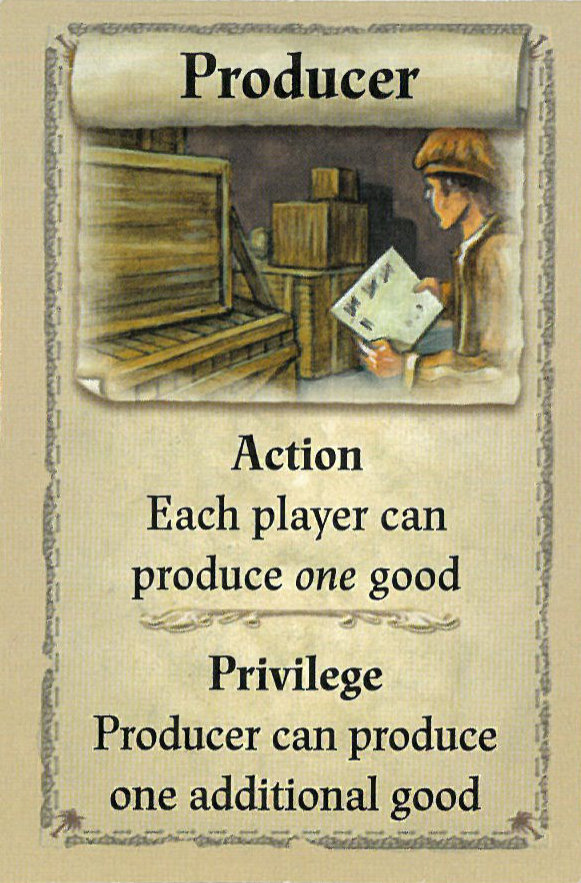 Producer
Action
Each player can
produce one good
Privilege
Producer can produce
one additional good